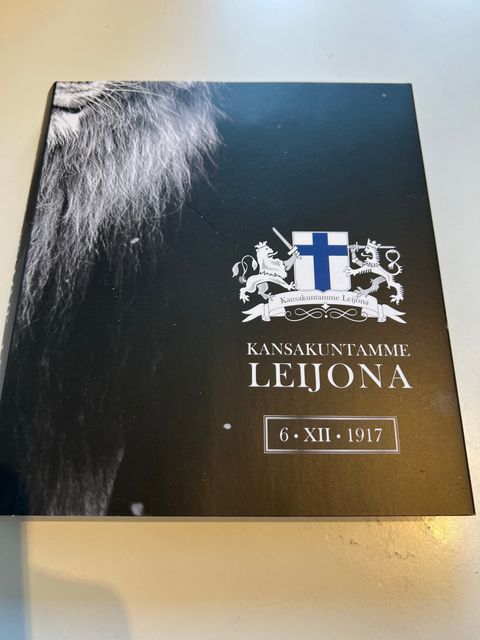 Kansakuntamme Leijona
KANSAKUNTAMME
LEIJONA
6 • XII • 1917